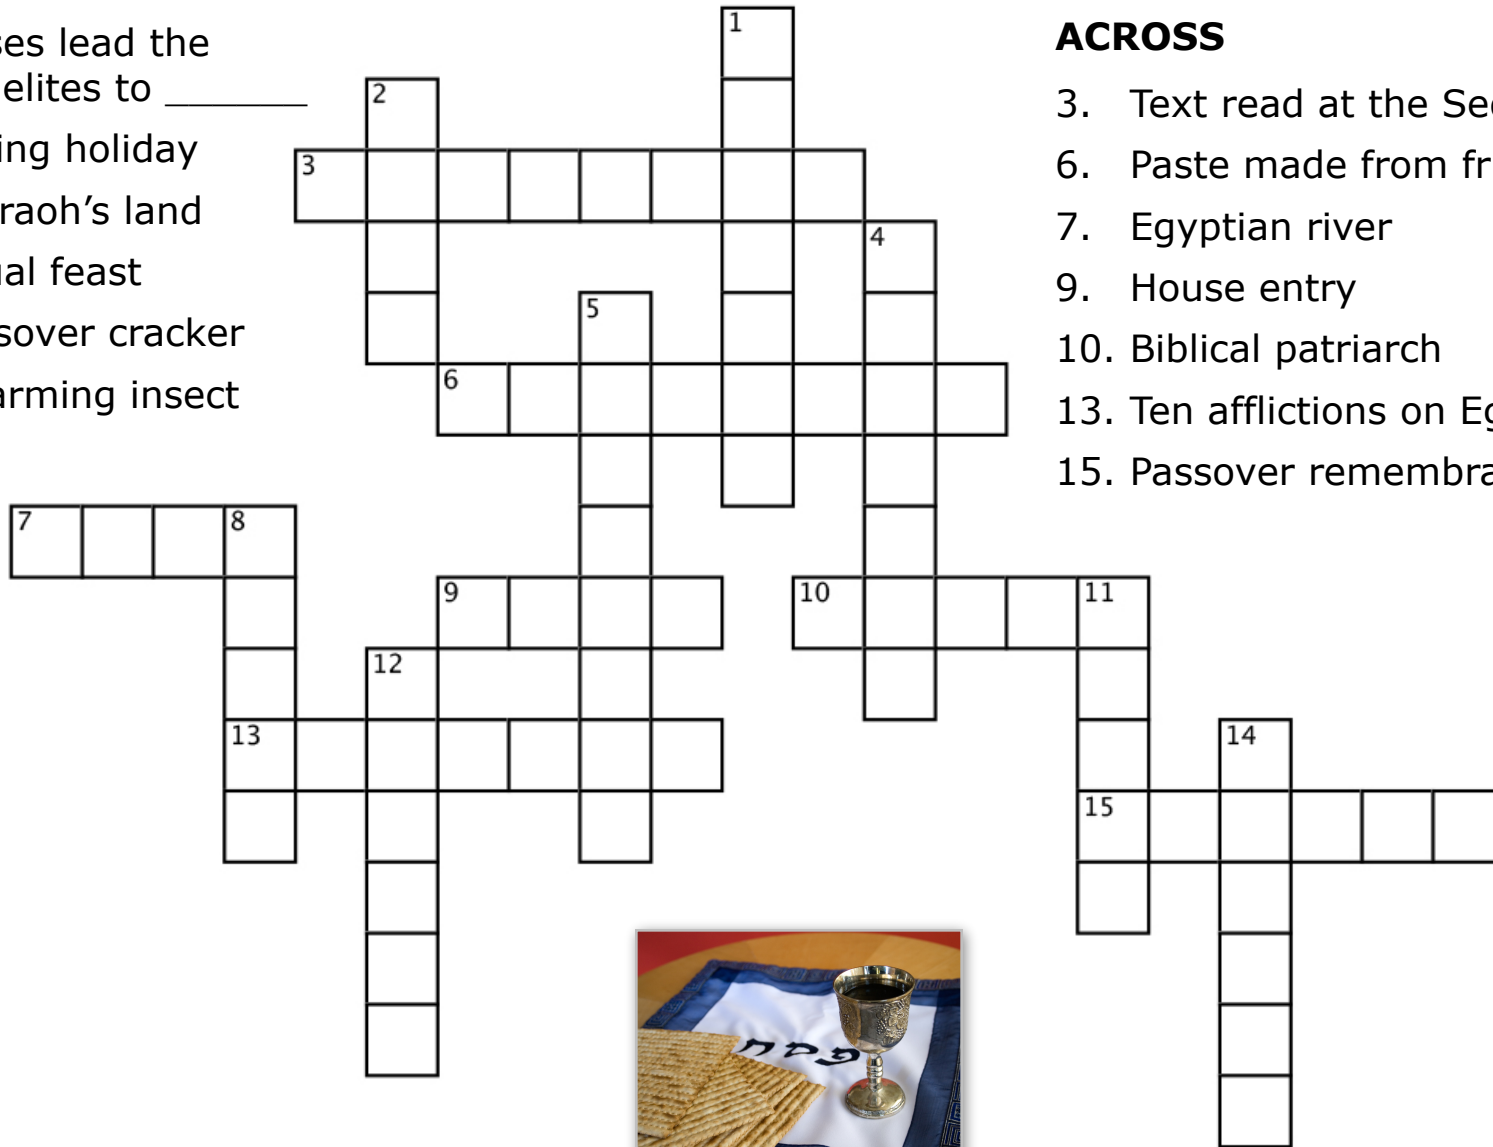 ses lead the
elites to ______
ing holiday
raoh’s land
al feast
sover cracker
arming insect
1
2
3
4
5
6
7
8
9
10
11
12
13
14
15
ACROSS
3. Text read at the Se
6. Paste made from fr
7. Egyptian river
9. House entry
10. Biblical patriarch
13. Ten afflictions on Eg
15. Passover remembra
פסח